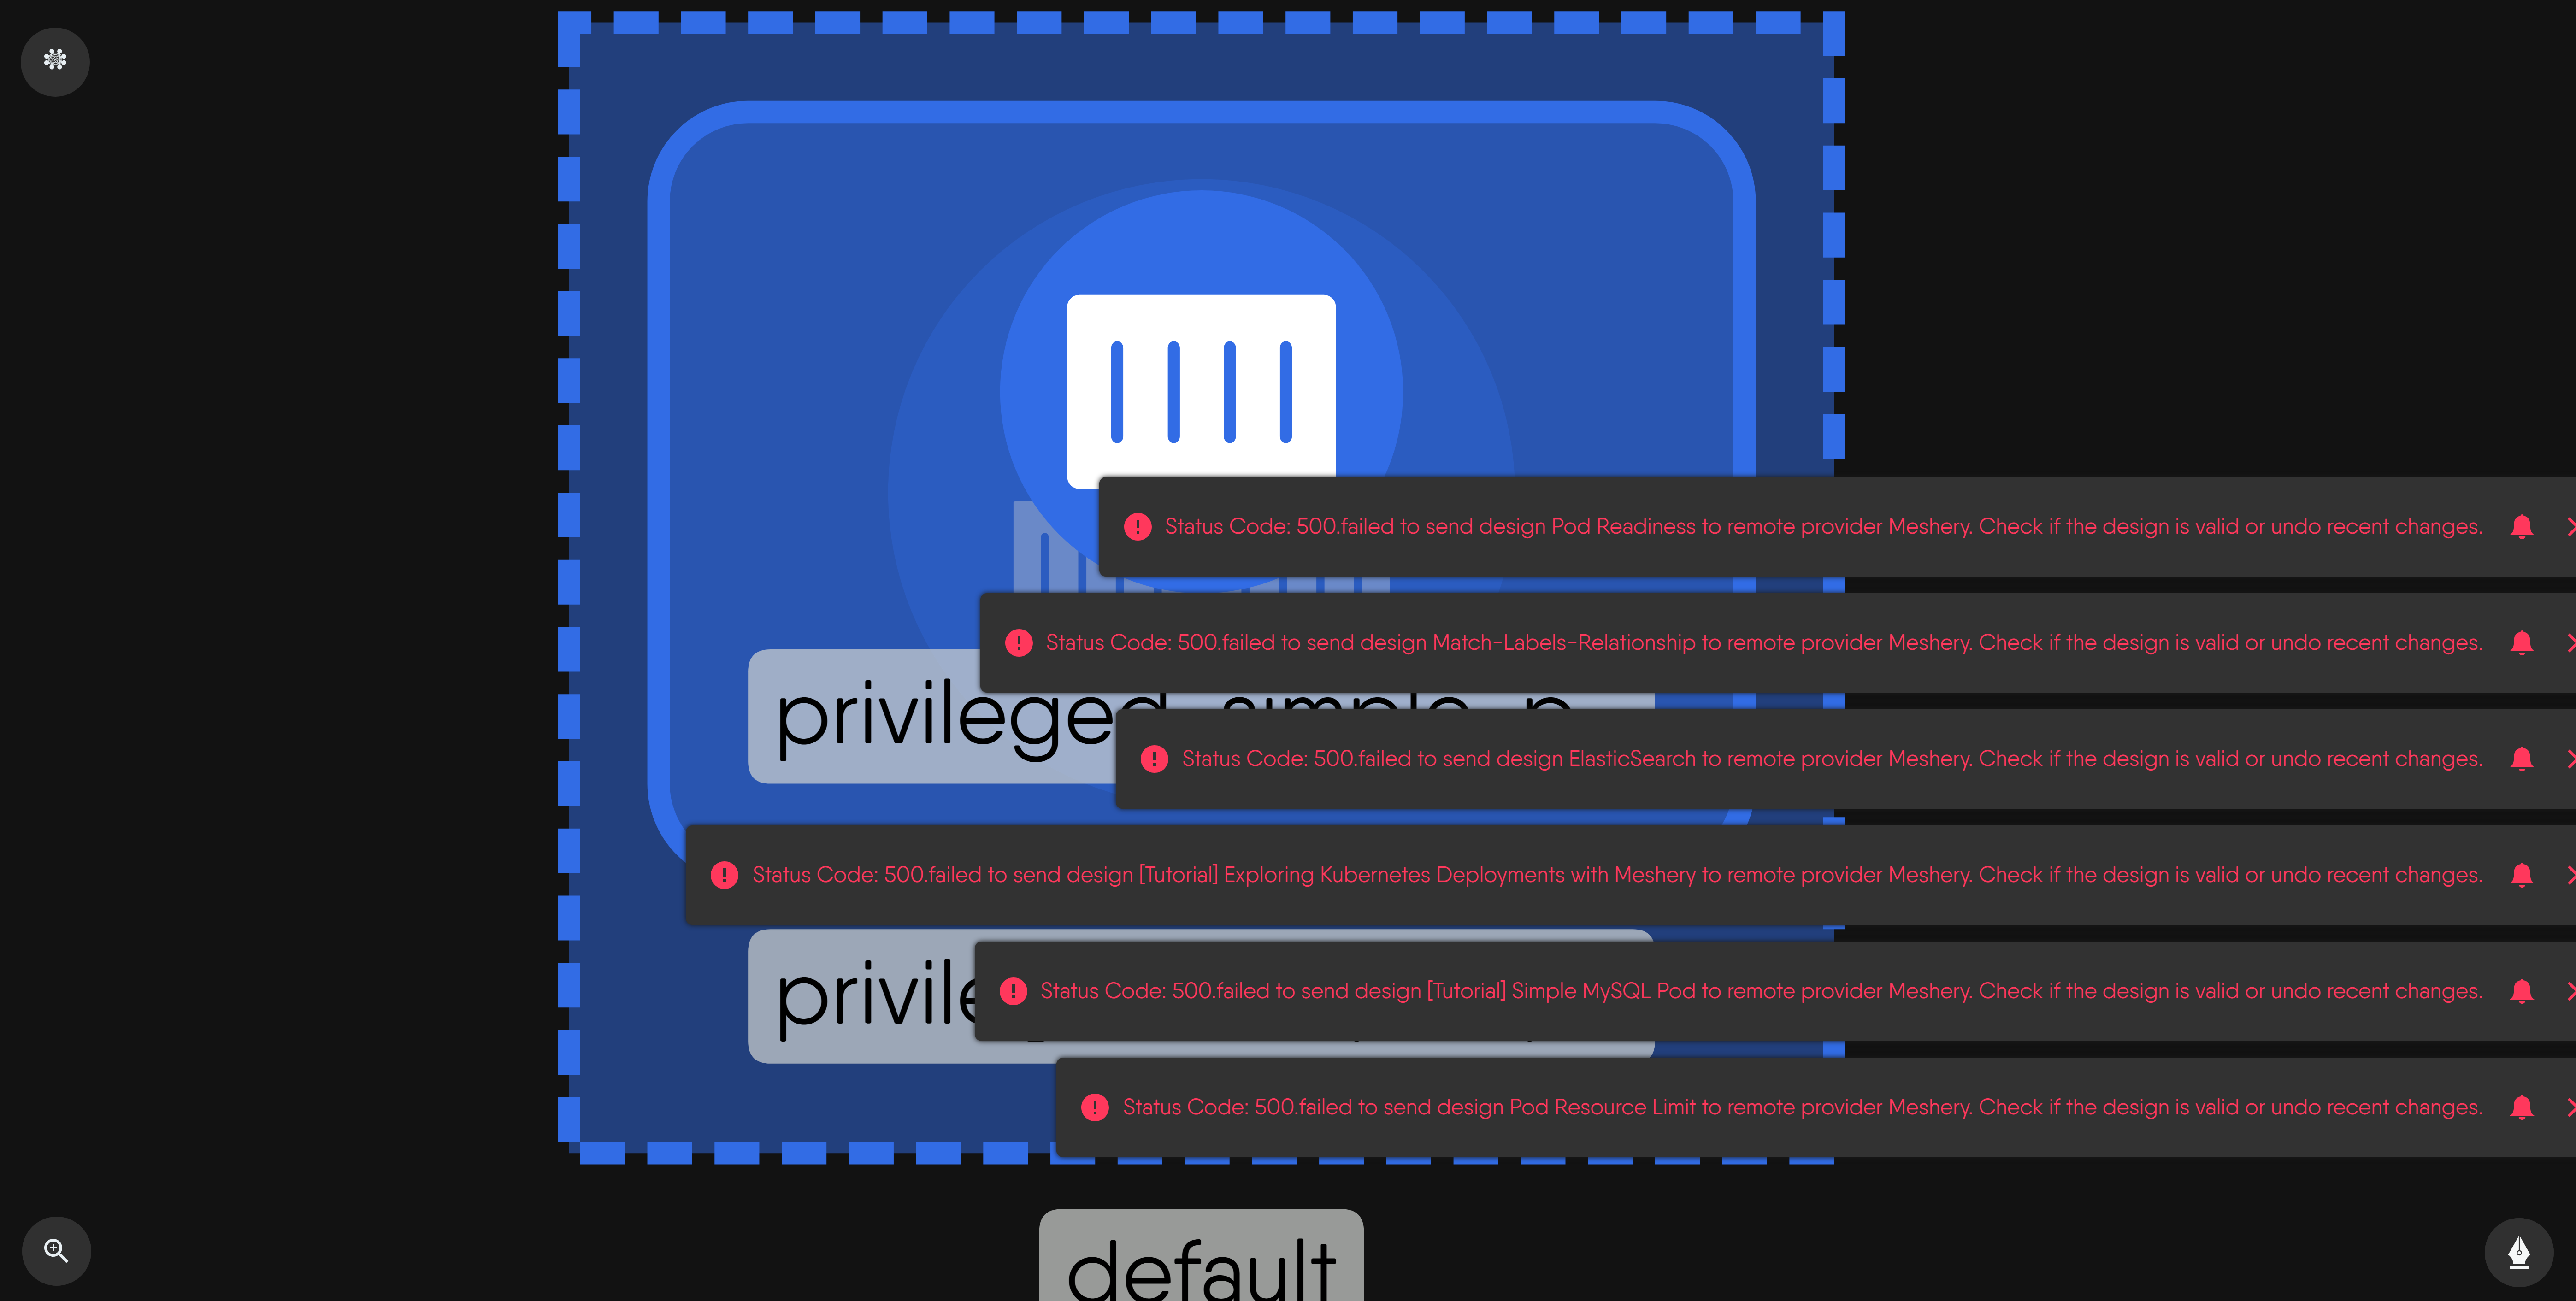 Status Code: 500.failed to send design Pod Readiness to remote provider Meshery. Check if the design is valid or undo recent changes.
Status Code: 500.failed to send design Match-Labels-Relationship to remote provider Meshery. Check if the design is valid or undo recent changes.
privileged-simple-p
Status Code: 500.failed to send design ElasticSearch to remote provider Meshery. Check if the design is valid or undo recent changes.
Status Code: 500.failed to send design [Tutorial] Exploring Kubernetes Deployments with Meshery to remote provider Meshery. Check if the design is valid or undo recent changes.
Status Code: 500.failed to send design [Tutorial] Simple MySQL Pod to remote provider Meshery. Check if the design is valid or undo recent changes.
Status Code: 500.failed to send design Pod Resource Limit to remote provider Meshery. Check if the design is valid or undo recent changes.
default